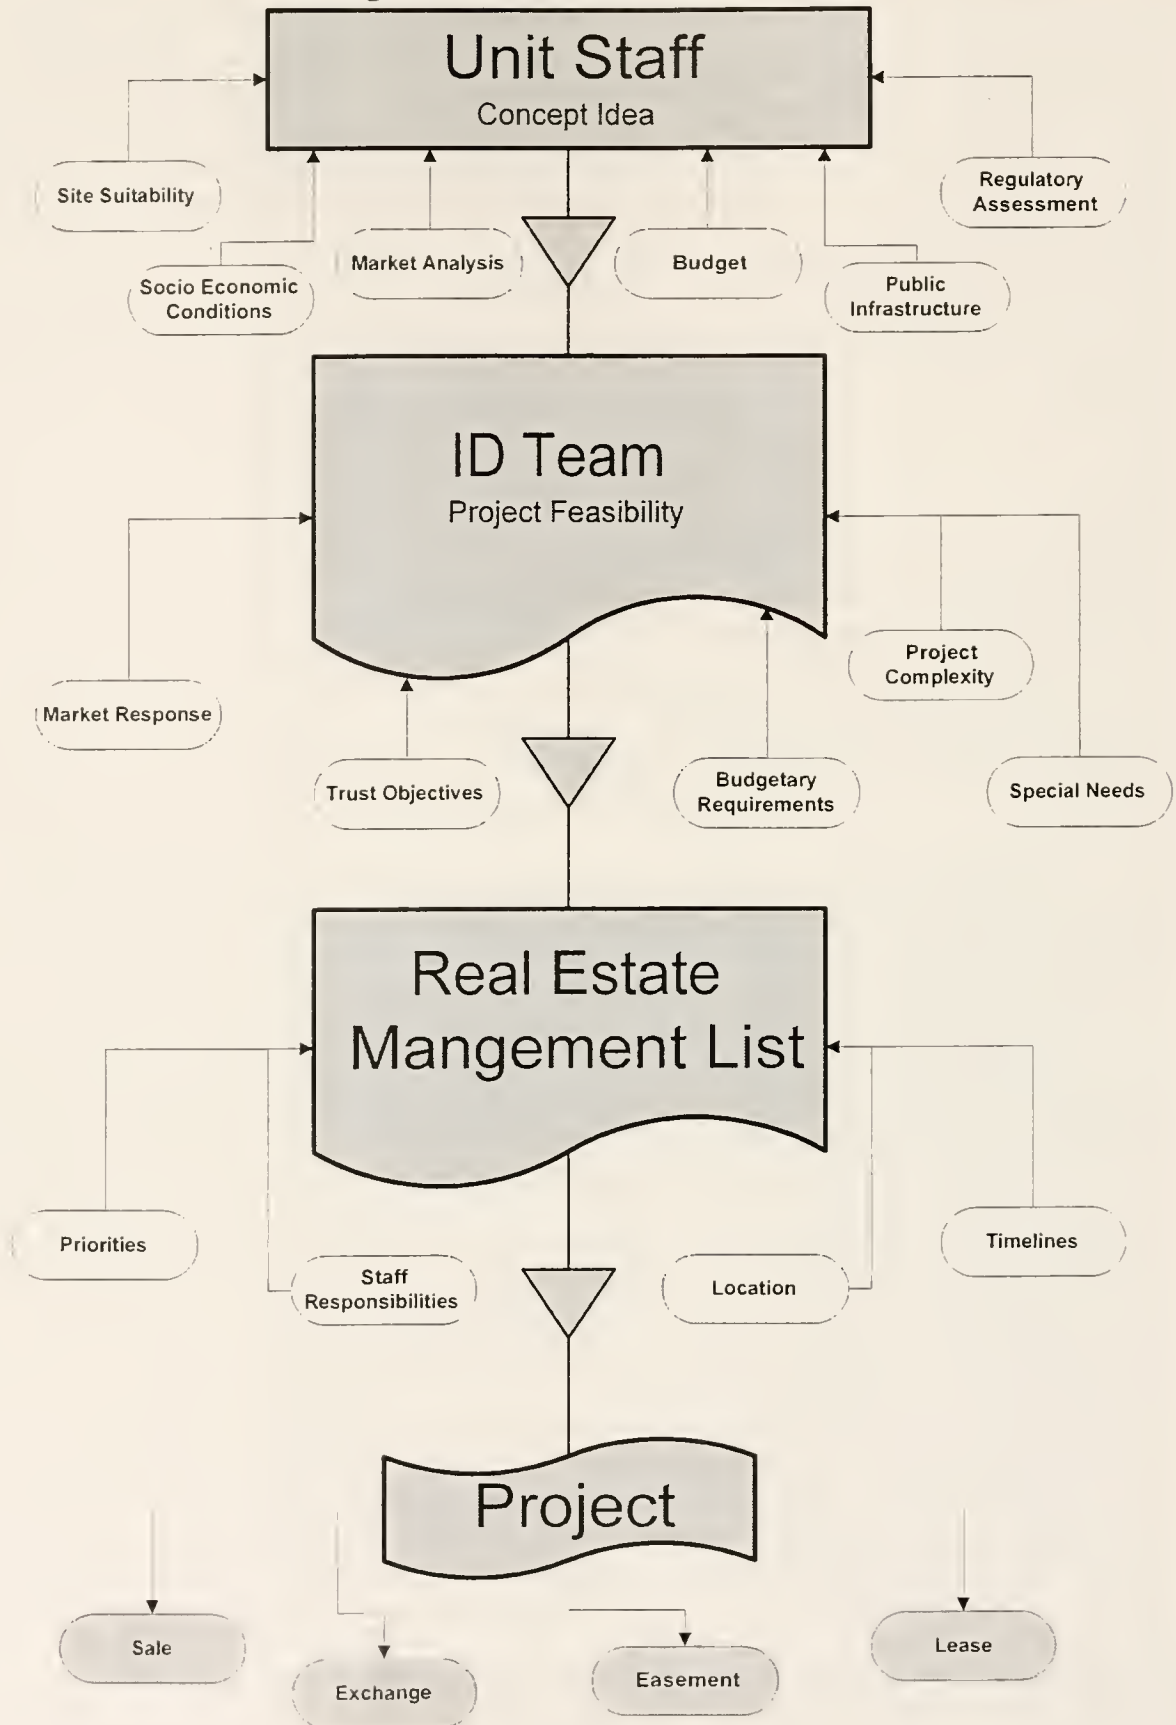 Unit Staff
Concept Idea
Site Suitability
Regulatory
Assessment
Socio Economic
Conditions
Market Analysis
Budget
Public
Infrastructure
ID Team
Project Feasibility
Market Response
Trust Objectives
Budgetary
Requirements
Project
Complexity
Special Needs
Real Estate
Mangement List
Priorities
Staff
Responsibilities
Location
Timelines
Project
Sale
Exchange
Easement
Lease